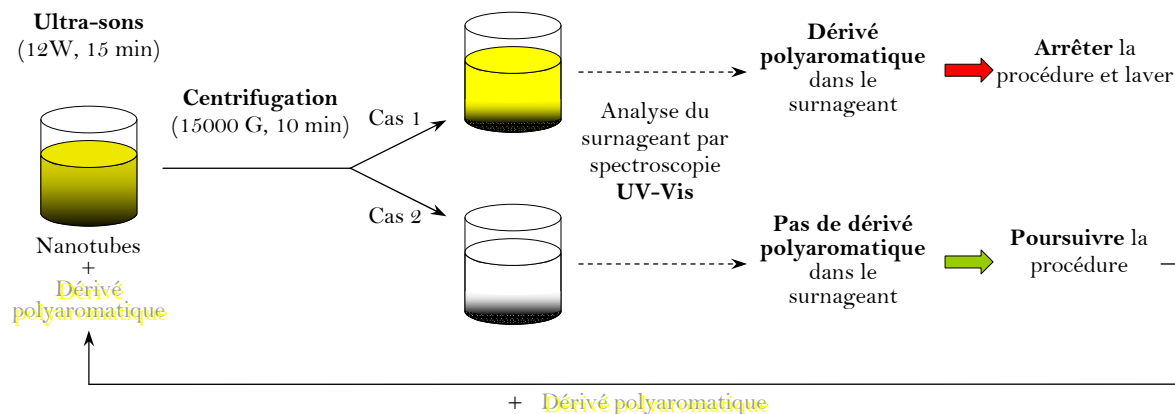 Ultra-sons
(12W, 15 min)
Nanotubes
+
Dérivé
polyaromatique
Centrifugation
(15000 G, 10 min)
Cas 1
Cas 2
Analyse du
surnageant par
spectroscopie
UV-Vis
Dérivé
polyaromatique
dans le
surnageant
Arrêter la
procédure et laver
Pas de dérivé
polyaromatique
dans le
surnageant
Poursuivre la
procédure
+ Dérivé polyaromatique